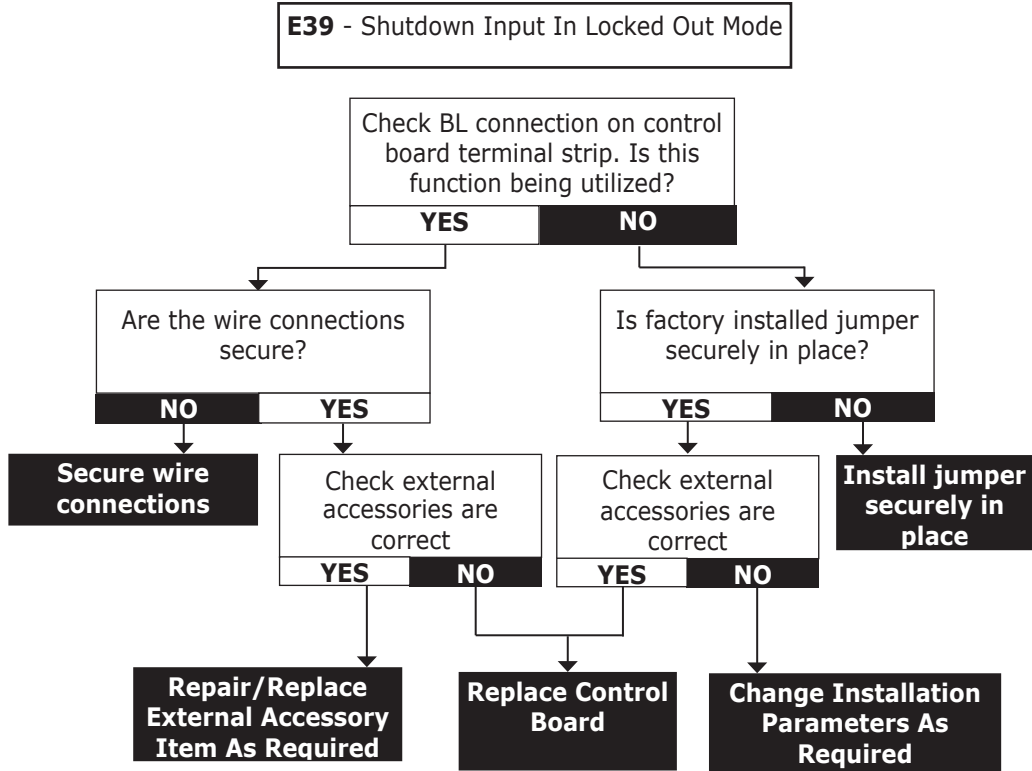 E39 - Shutdown Input In Locked Out Mode
Check BL connection on control
board terminal strip. Is this
function being utilized?
YES
NO
Are the wire connections
secure?
NO
YES
Is factory installed jumper
securely in place?
YES
NO
Secure wire
connections
Check external
accessories are
correct
YES
NO
Check external
accessories are
correct
YES
NO
Install jumper
securely in
place
Repair/Replace
External Accessory
Item As Required
Replace Control
Board
Change Installation
Parameters As
Required